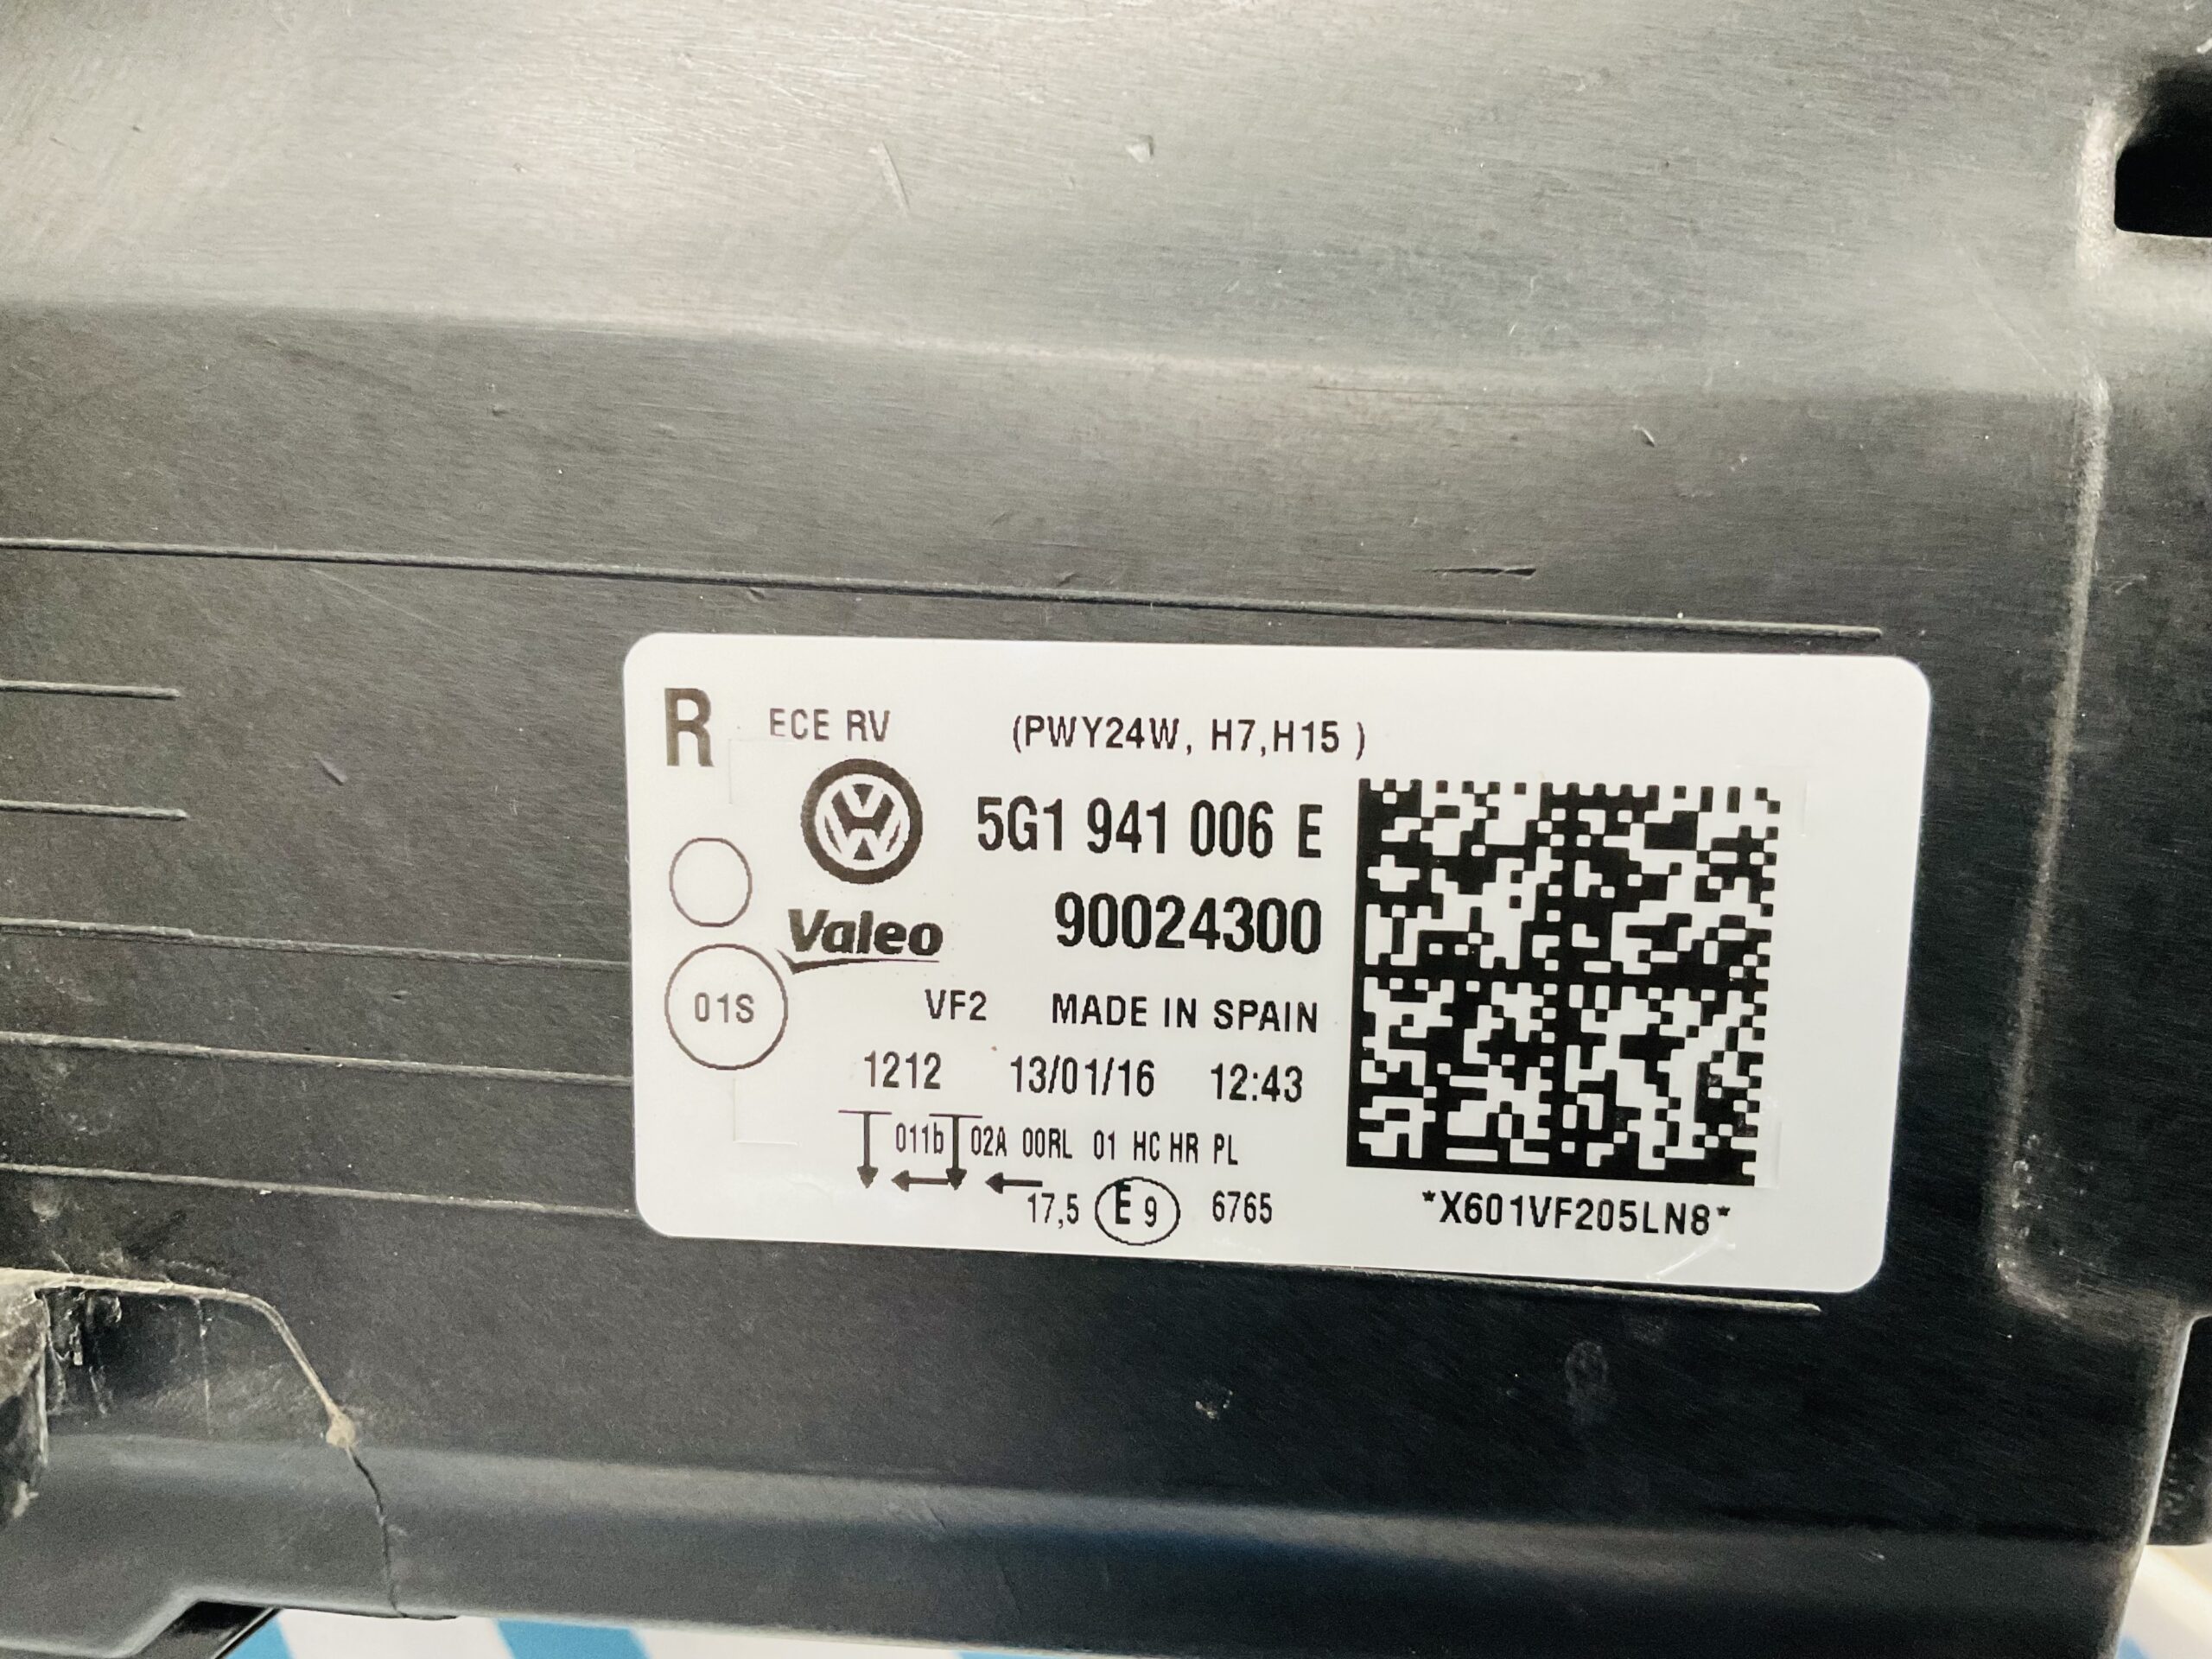 R ECE RV (PWY24W, H7,H15 )
5G1 941 006 E
Valeo 90024300
01S VF2 MADE IN SPAIN
1212 13/01/16 12:43
011b 02A 00RL 01 HC HR PL
17,5 E 9 6765
*X601VF205LN8*